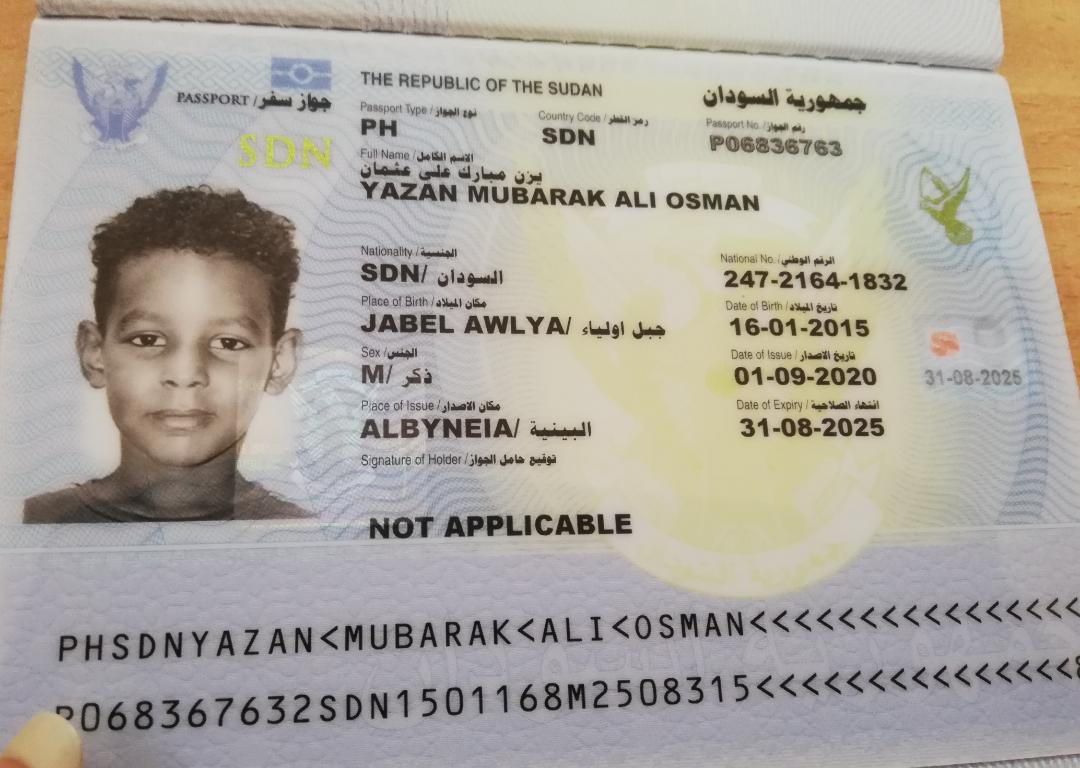 THE REPUBLIC OF THE SUDAN
جمهورية السودان
PASSPORT / جواز سفر
SDN
Passport Type / نوع الجواز
Country Code / رمز القطر
Passport No. / رقم الجواز
PH
SDN
P06836763
Full Name / الاسم الكامل
يزن مبارك على عثمان
YAZAN MUBARAK ALI OSMAN
Nationality / الجنسية
National No. / الرقم الوطني
SDN/ السودان
247-2164-1832
Place of Birth / مكان الميلاد
Date of Birth / تاريخ الميلاد
JABEL AWLYA/ جبل اولياء
16-01-2015
Sex / الجنس
Date of Issue / تاريخ الاصدار
M/ ذكر
01-09-2020
31-08-2025
Place of Issue / مكان الاصدار
Date of Expiry / انتهاء الصلاحية
ALBYNEIA/ البينية
31-08-2025
Signature of Holder / توقيع حامل الجواز
NOT APPLICABLE
PHSDNYAZAN<MUBARAK<ALI<OSMAN<<<<<<<<<<<<<<<<
P068367632SDN1501168M2508315<<<<<<<<<<<<<<8